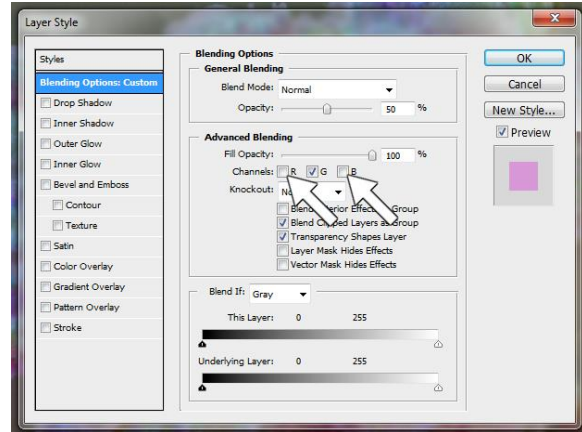 Layer Style
Styles
Blending Options: Custom
Drop Shadow
Inner Shadow
Outer Glow
Inner Glow
Bevel and Emboss
Contour
Texture
Satin
Color Overlay
Gradient Overlay
Pattern Overlay
Stroke
Blending Options
General Blending
Blend Mode: Normal
Opacity: 50 %
Advanced Blending
Fill Opacity: 100 %
Channels: R G B
Knockout:
Blend Effects Group
Blend Clipped Layers as Group
Transparency Shapes Layer
Layer Mask Hides Effects
Vector Mask Hides Effects
Blend If: Gray
This Layer: 0 255
Underlying Layer: 0 255
OK
Cancel
New Style...
Preview